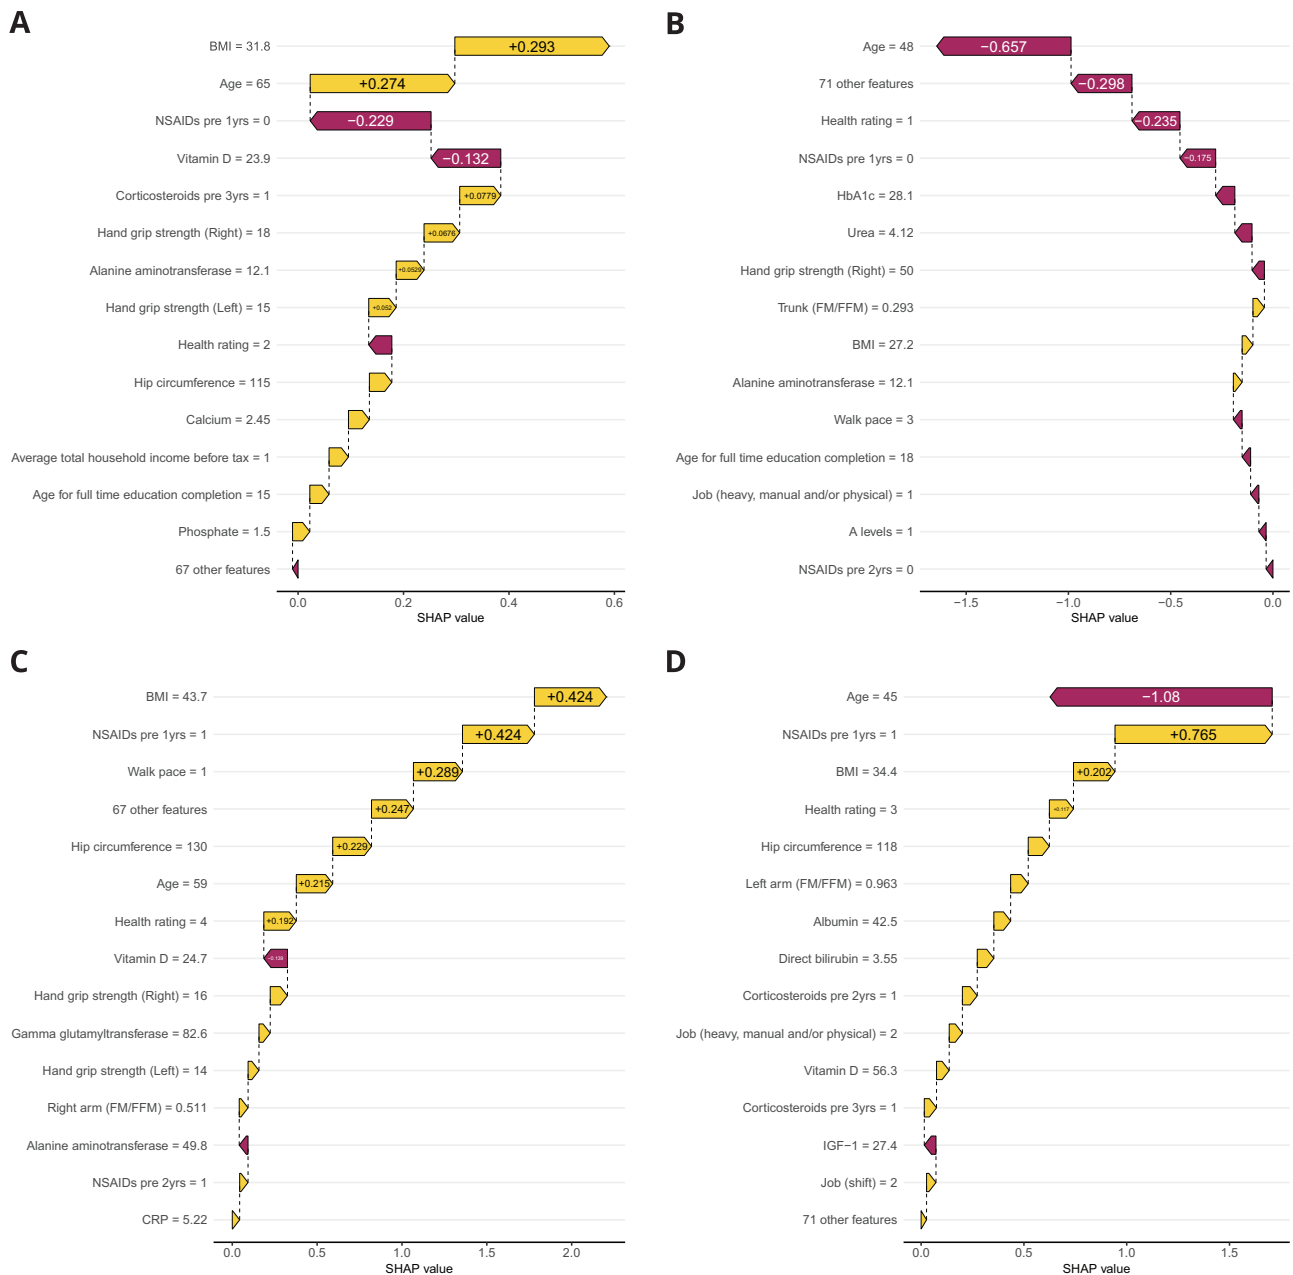 A
BMI = 31.8
+0.293
Age = 65
+0.274
NSAIDs pre 1yrs = 0
−0.229
Vitamin D = 23.9
−0.132
Corticosteroids pre 3yrs = 1
+0.0779
Hand grip strength (Right) = 18
+0.0676
Alanine aminotransferase = 12.1
+0.0529
Hand grip strength (Left) = 15
+0.052
Health rating = 2
Hip circumference = 115
Calcium = 2.45
Average total household income before tax = 1
Age for full time education completion = 15
Phosphate = 1.5
67 other features
0.0 0.2 0.4 0.6
SHAP value
B
Age = 48
−0.657
71 other features
−0.298
Health rating = 1
−0.235
NSAIDs pre 1yrs = 0
−0.175
HbA1c = 28.1
Urea = 4.12
Hand grip strength (Right) = 50
Trunk (FM/FFM) = 0.293
BMI = 27.2
Alanine aminotransferase = 12.1
Walk pace = 3
Age for full time education completion = 18
Job (heavy, manual and/or physical) = 1
A levels = 1
NSAIDs pre 2yrs = 0
−1.5 −1.0 −0.5 0.0
SHAP value
C
BMI = 43.7
+0.424
NSAIDs pre 1yrs = 1
+0.424
Walk pace = 1
+0.289
67 other features
+0.247
Hip circumference = 130
+0.229
Age = 59
+0.215
Health rating = 4
+0.192
Vitamin D = 24.7
Hand grip strength (Right) = 16
Gamma glutamyltransferase = 82.6
Hand grip strength (Left) = 14
Right arm (FM/FFM) = 0.511
Alanine aminotransferase = 49.8
NSAIDs pre 2yrs = 1
CRP = 5.22
0.0 0.5 1.0 1.5 2.0
SHAP value
D
Age = 45
−1.08
NSAIDs pre 1yrs = 1
+0.765
BMI = 34.4
+0.202
Health rating = 3
+0.117
Hip circumference = 118
Left arm (FM/FFM) = 0.963
Albumin = 42.5
Direct bilirubin = 3.55
Corticosteroids pre 2yrs = 1
Job (heavy, manual and/or physical) = 2
Vitamin D = 56.3
Corticosteroids pre 3yrs = 1
IGF−1 = 27.4
Job (shift) = 2
71 other features
0.0 0.5 1.0 1.5
SHAP value